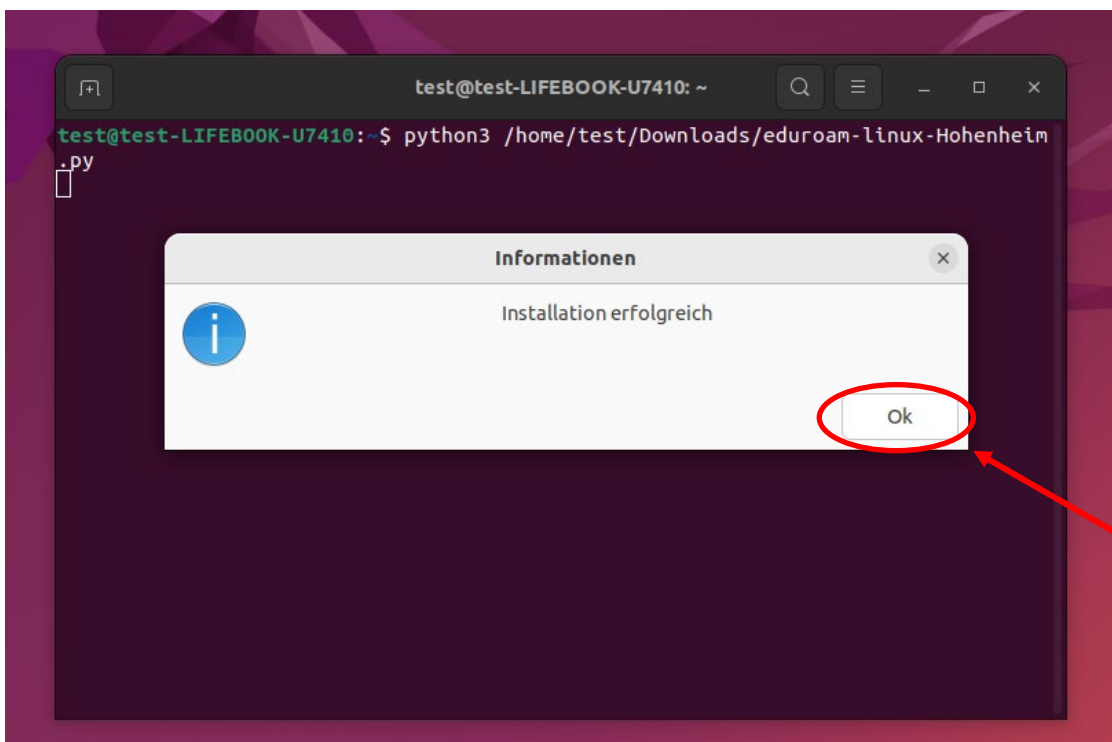 test@test-LIFEBOOK-U7410: ~
test@test-LIFEBOOK-U7410:~$ python3 /home/test/Downloads/eduroam-linux-Hohenheim
.py
Informationen
Installation erfolgreich
Ok